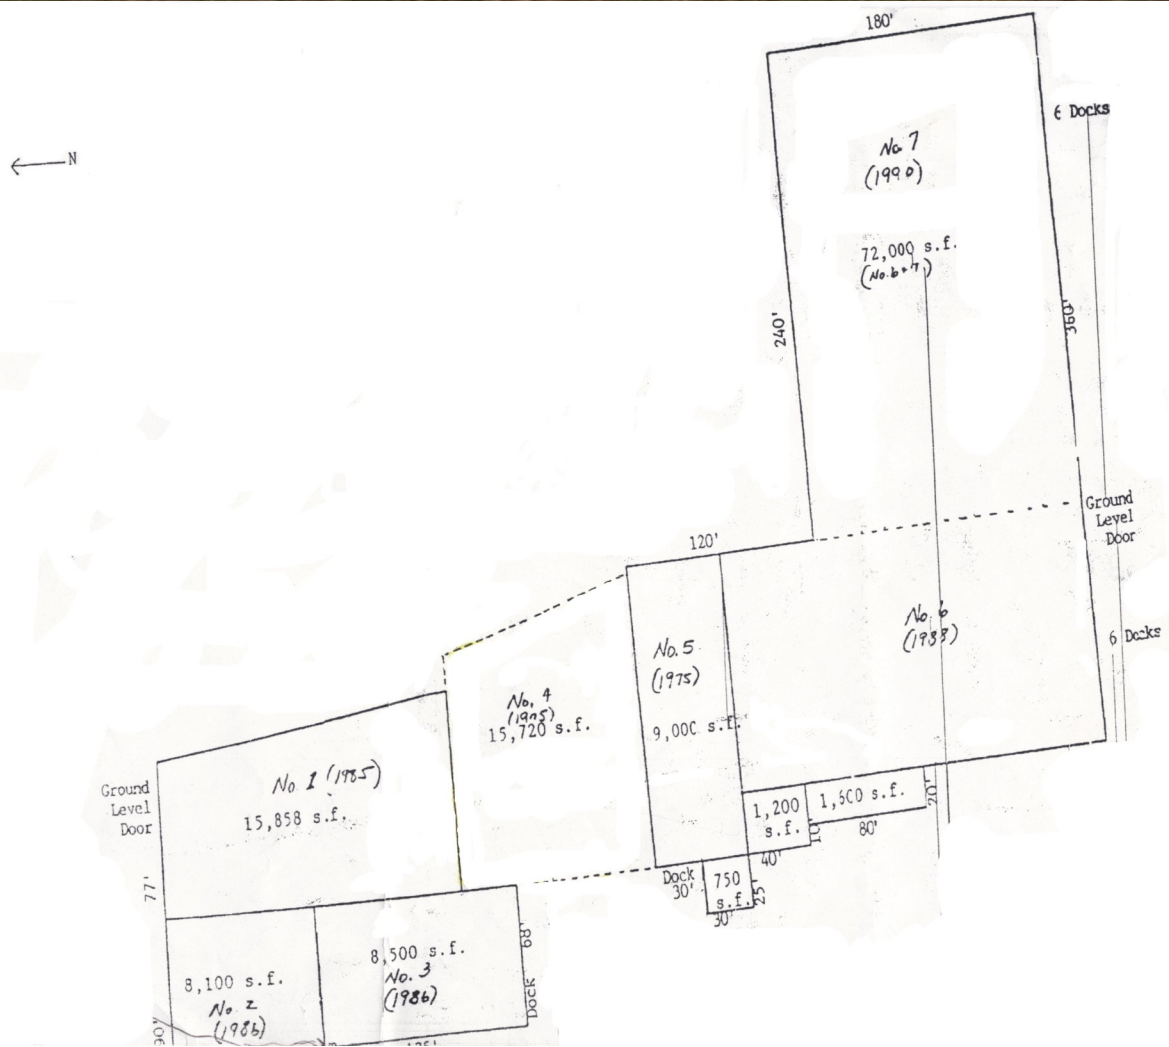 180'
6 Docks
N
No 7
(1990)
72,000 s.f.
(No. 6+7)
240'
360'
Ground
Level
Door
120'
No. 6
(1988)
6 Docks
No. 5
(1975)
9,000 s.f.
No. 4
(1975)
15,720 s.f.
No. 1 (1985)
15,858 s.f.
Ground
Level
Door
77'
1,200
s.f.
1,600 s.f.
20'
80'
10'
40'
Dock
30'
750
s.f.
25'
30'
68'
Dock
8,500 s.f.
No. 3
(1986)
8,100 s.f.
No. 2
(1986)
90'